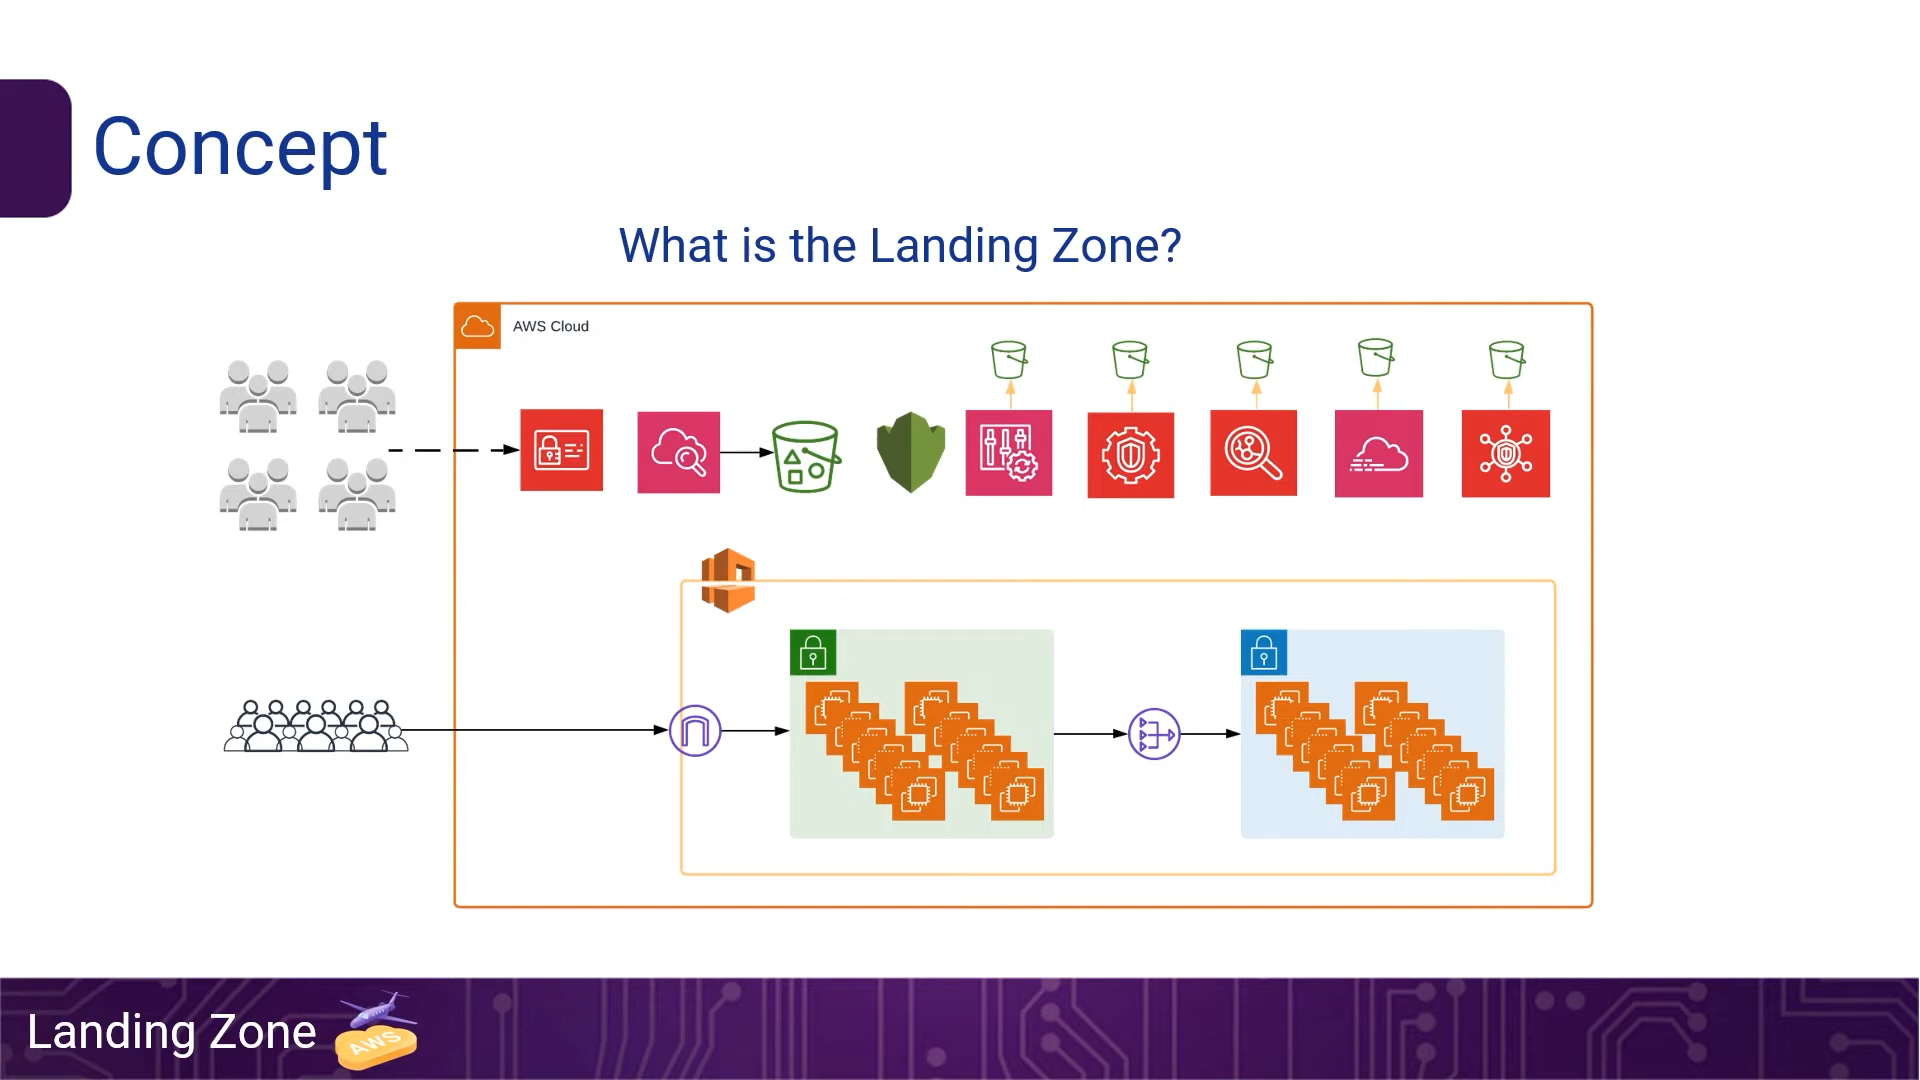 Concept
What is the Landing Zone?
AWS Cloud
Landing Zone
AWS